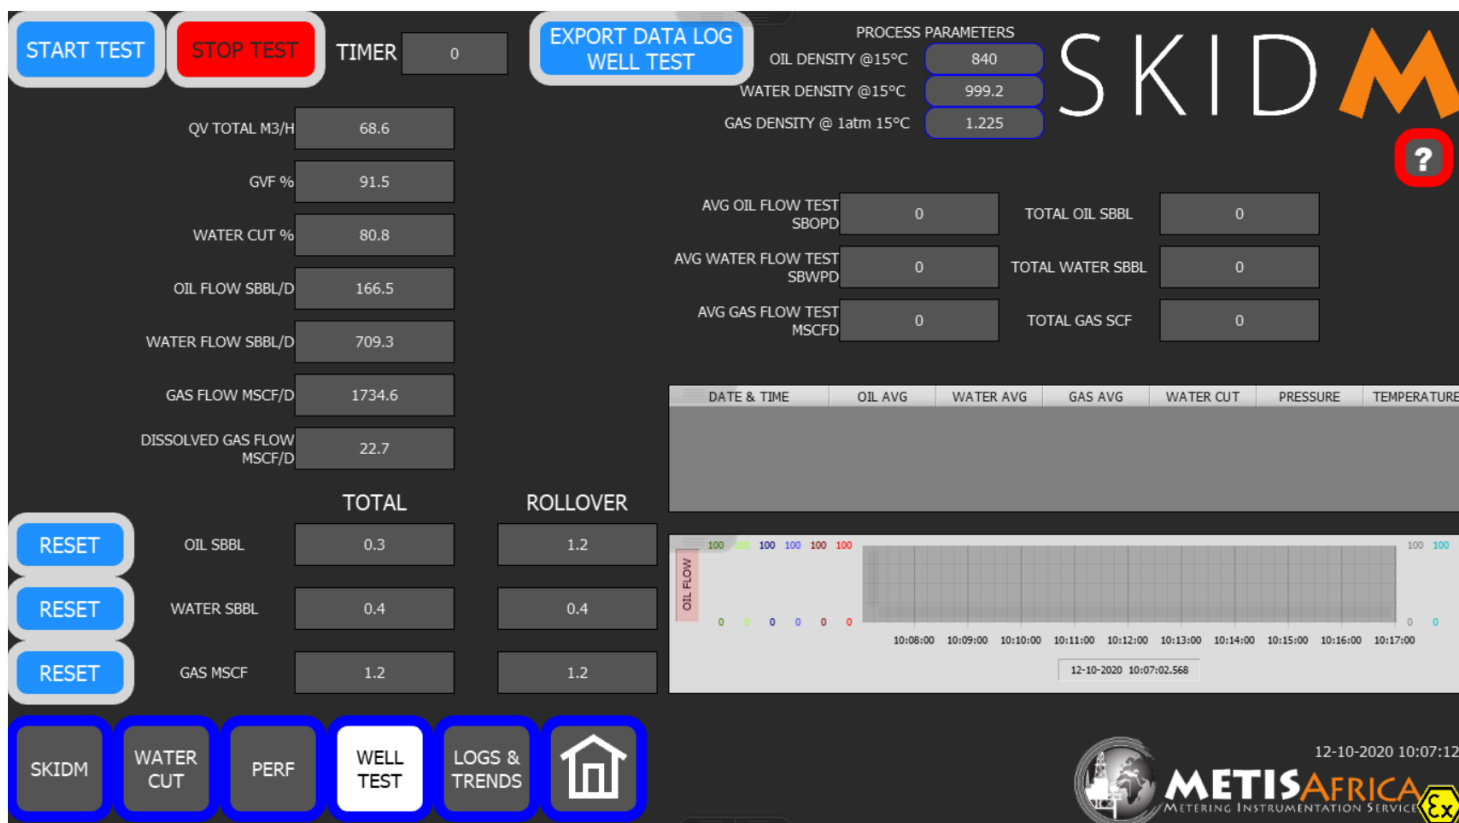 START TEST
STOP TEST
TIMER
0
EXPORT DATA LOG
WELL TEST
PROCESS PARAMETERS
OIL DENSITY @15°C 840
WATER DENSITY @15°C 999.2
GAS DENSITY @ 1atm 15°C 1.225
SKID M
?
QV TOTAL M3/H 68.6
GVF % 91.5
WATER CUT % 80.8
OIL FLOW SBBL/D 166.5
WATER FLOW SBBL/D 709.3
GAS FLOW MSCF/D 1734.6
DISSOLVED GAS FLOW
MSCF/D
22.7
AVG OIL FLOW TEST
SBOPD
0
TOTAL OIL SBBL 0
AVG WATER FLOW TEST
SBWPD
0
TOTAL WATER SBBL 0
AVG GAS FLOW TEST
MSCFD
0
TOTAL GAS SCF 0
DATE & TIME OIL AVG WATER AVG GAS AVG WATER CUT PRESSURE TEMPERATURE
TOTAL ROLLOVER
RESET OIL SBBL 0.3 1.2
RESET WATER SBBL 0.4 0.4
RESET GAS MSCF 1.2 1.2
OIL FLOW
100 100 100 100 100 100 100
0 0 0 0 0 0 0 0
10:08:00 10:09:00 10:10:00 10:11:00 10:12:00 10:13:00 10:14:00 10:15:00 10:16:00 10:17:00
12-10-2020 10:07:02.568
SKIDM
WATER
CUT
PERF
WELL
TEST
LOGS &
TRENDS
12-10-2020 10:07:12
METISAFRICA
METERING INSTRUMENTATION SERVICE
Ex